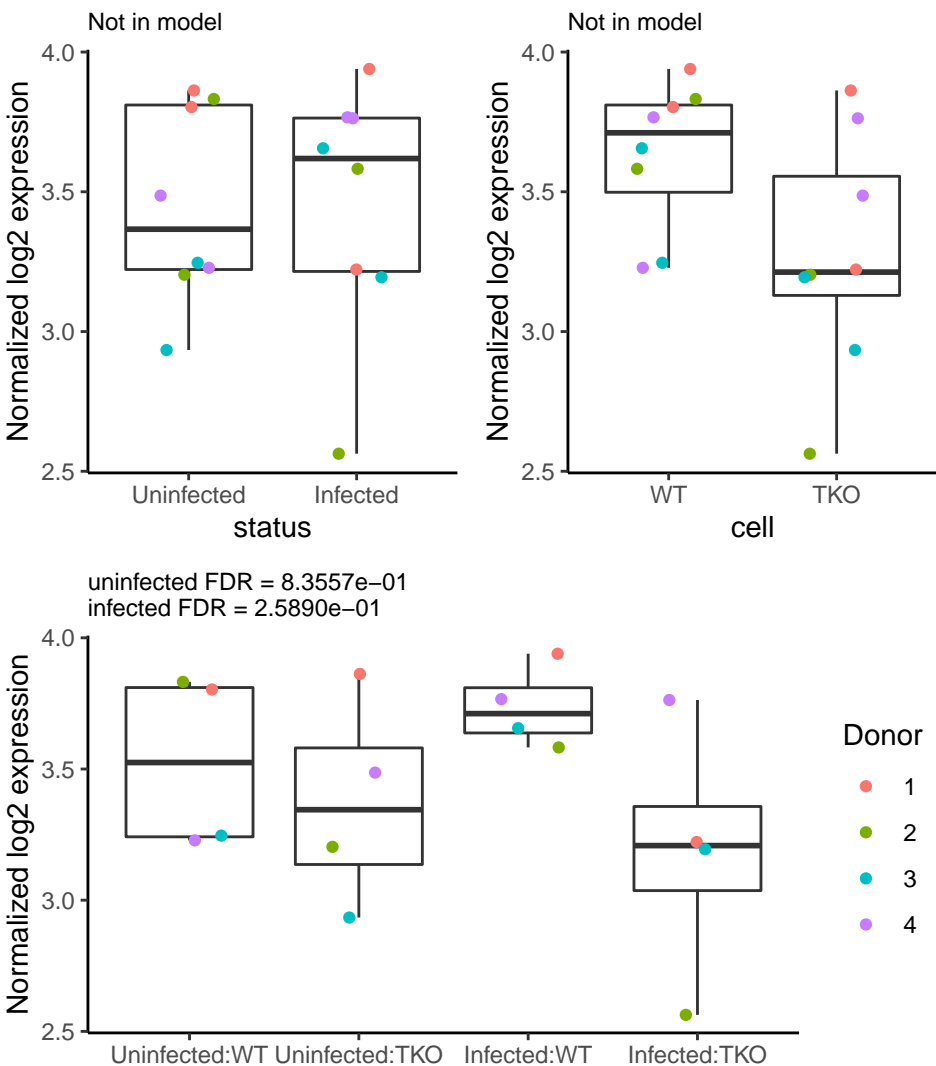 Not in model
Normalized log2 expression
4.0
3.5
3.0
2.5
Uninfected Infected
status
Not in model
Normalized log2 expression
4.0
3.5
3.0
2.5
WT TKO
cell
uninfected FDR = 8.3557e−01
infected FDR = 2.5890e−01
Normalized log2 expression
4.0
3.5
3.0
2.5
Uninfected:WT Uninfected:TKO Infected:WT Infected:TKO
Donor
1
2
3
4